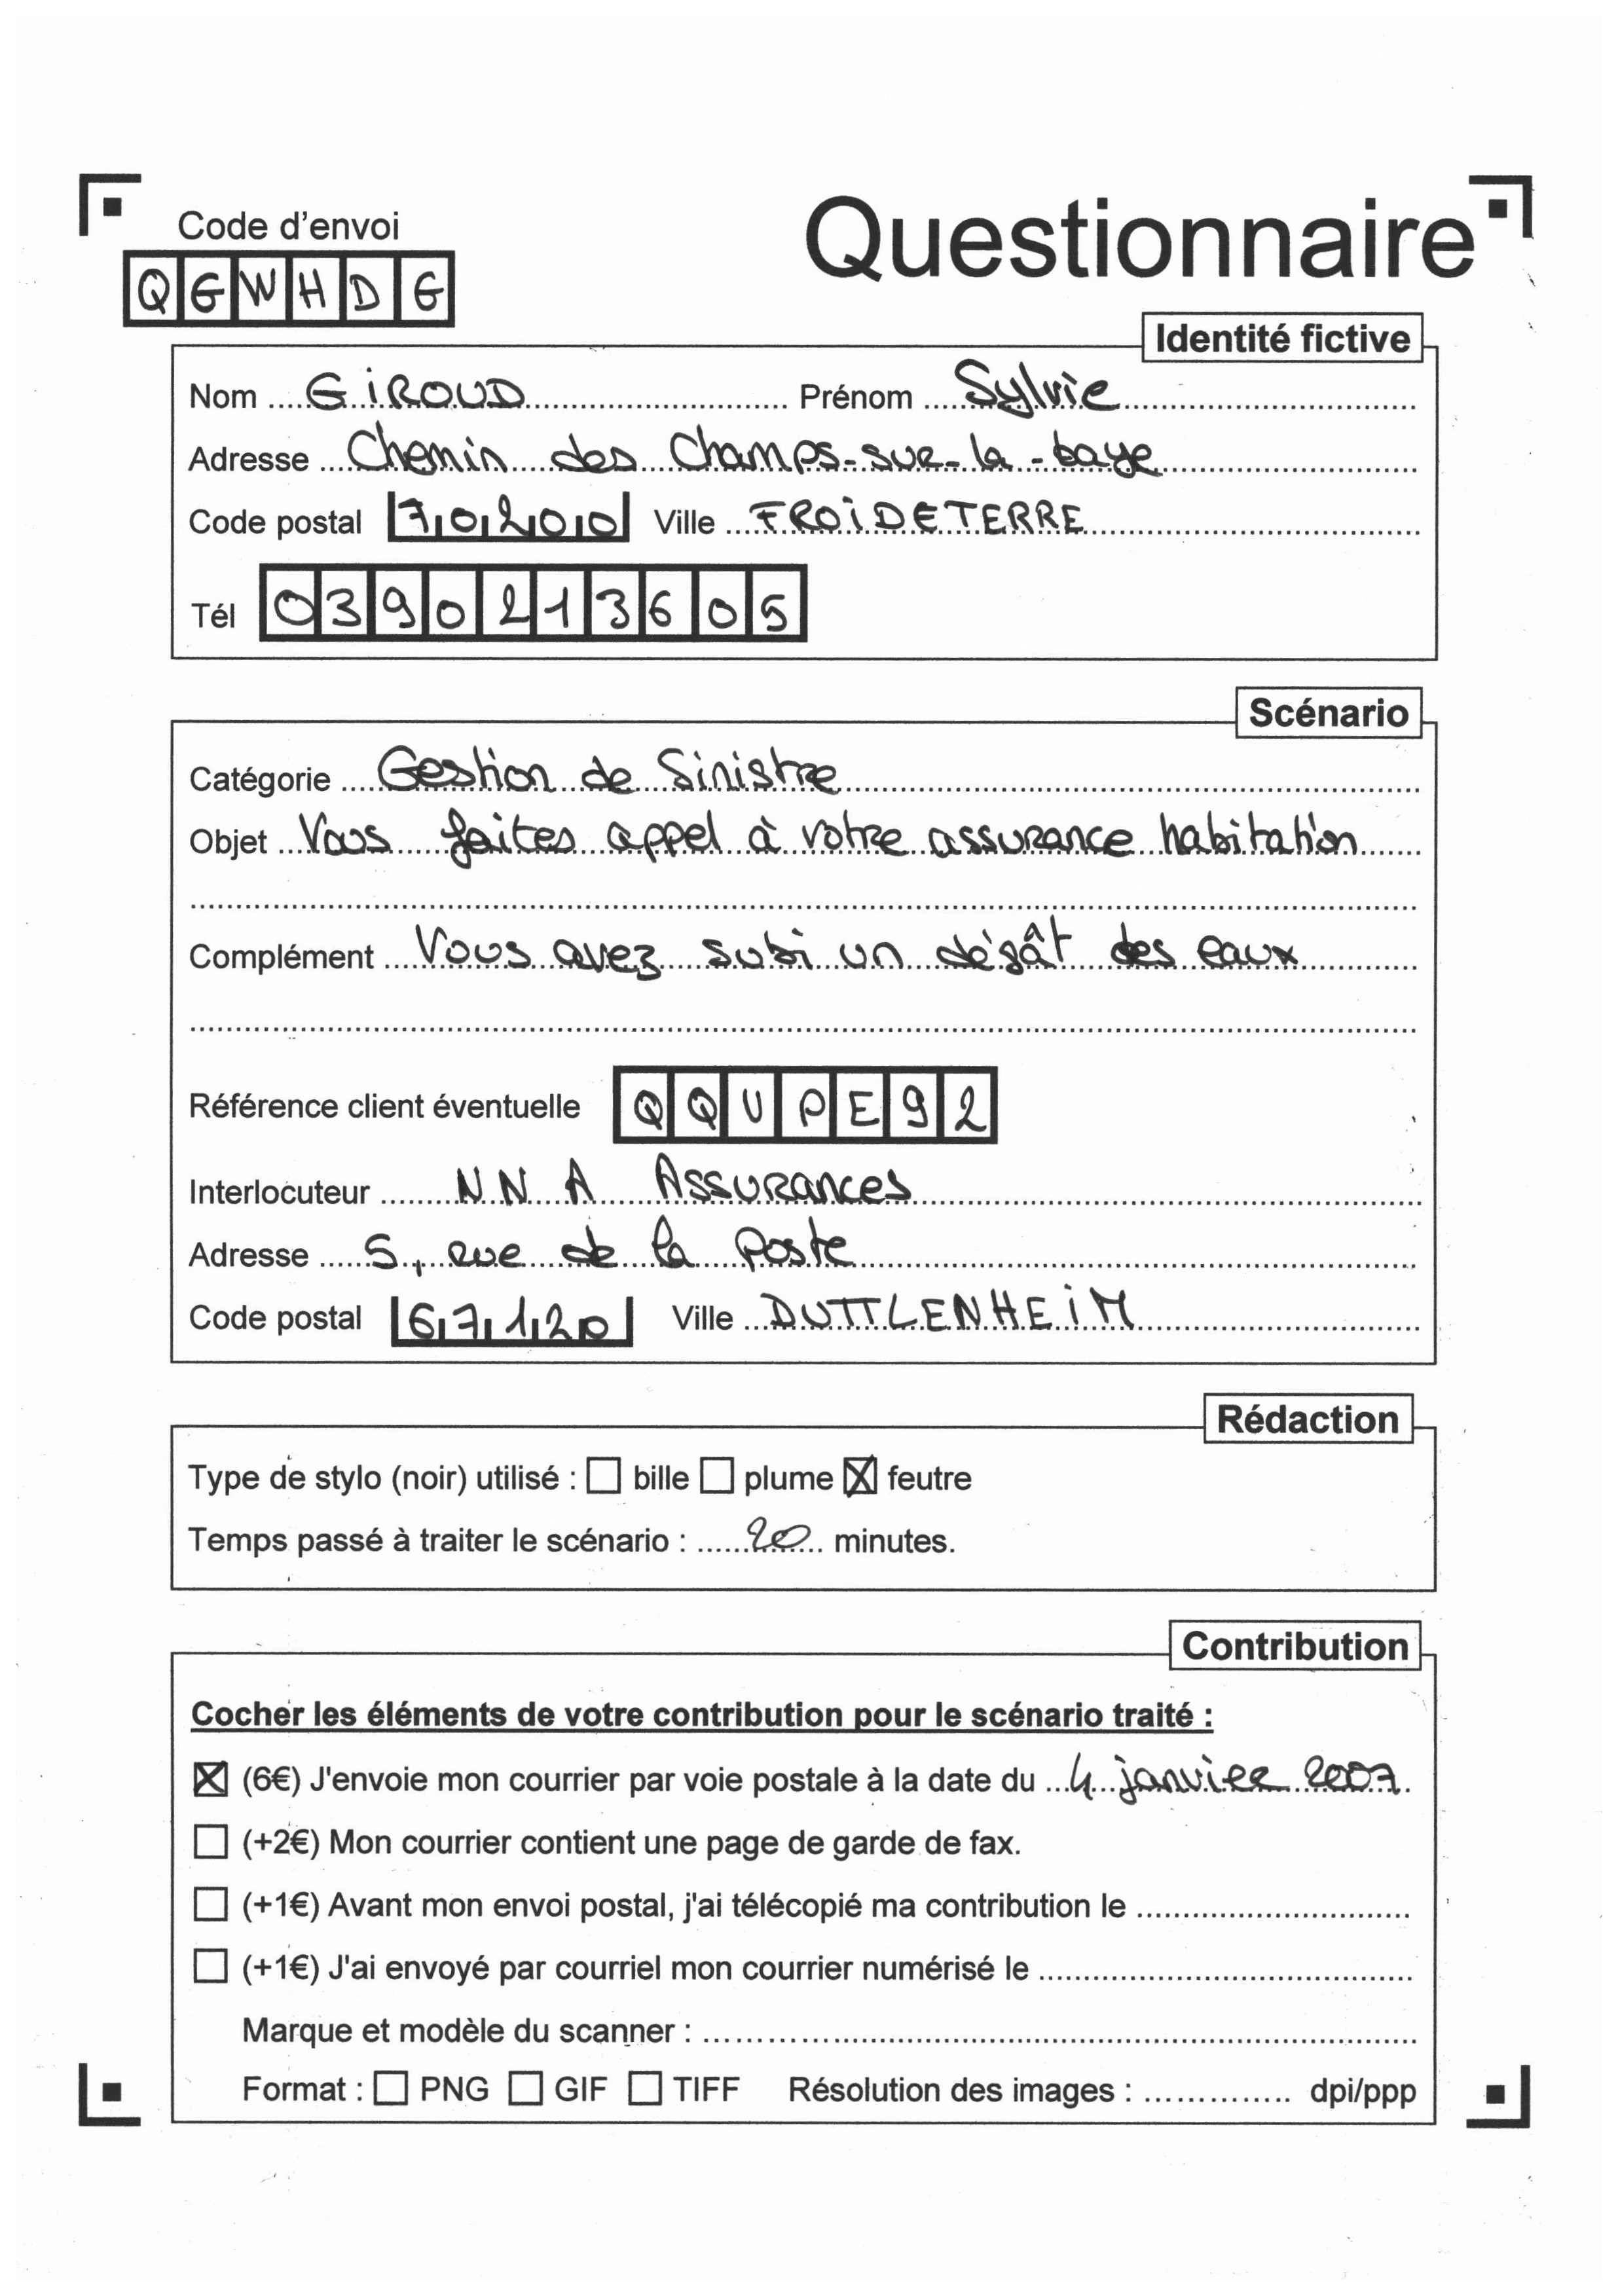 Code d'envoi
Questionnaire
QGWHDG
Identité fictive
Nom GIROUD Prénom Sylvie
Adresse Chemin des Champs-sur-la-baye
Code postal 70200 Ville FROIDETERRE
Tél 0390213605
Scénario
Catégorie Gestion de Sinistre
Objet Vous faites appel à votre assurance habitation
Complément Vous avez subi un dégât des eaux
Référence client éventuelle QQUPE92
Interlocuteur NNA Assurances
Adresse 5, rue de la Poste
Code postal 67120 Ville DUTTLENHEIM
Rédaction
Type de stylo (noir) utilisé : ☐ bille ☐ plume ☒ feutre
Temps passé à traiter le scénario : 20 minutes.
Contribution
Cocher les éléments de votre contribution pour le scénario traité :
☒ (6€) J'envoie mon courrier par voie postale à la date du 4 janvier 2007.
☐ (+2€) Mon courrier contient une page de garde de fax.
☐ (+1€) Avant mon envoi postal, j'ai télécopié ma contribution le
☐ (+1€) J'ai envoyé par courriel mon courrier numérisé le
Marque et modèle du scanner :
Format : ☐ PNG ☐ GIF ☐ TIFF Résolution des images : dpi/ppp